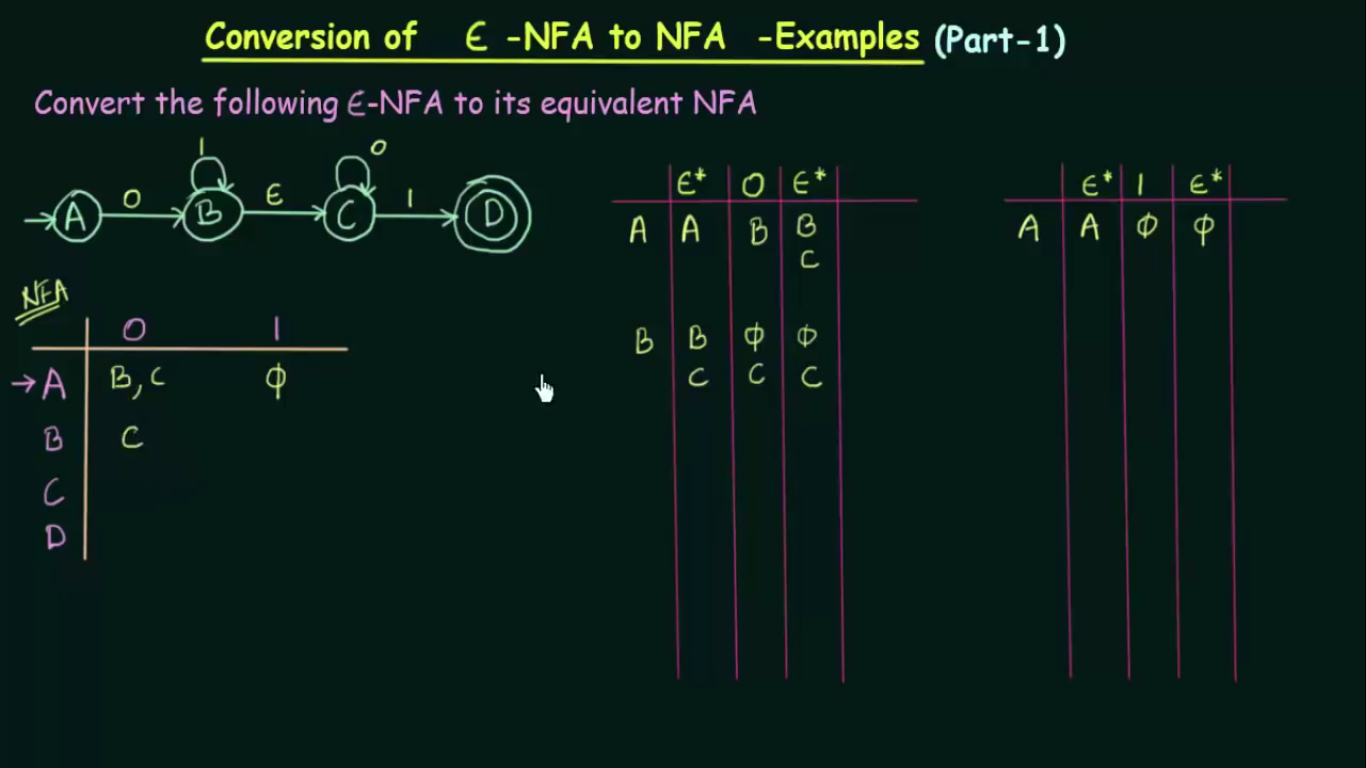 Conversion of ϵ -NFA to NFA -Examples (Part-1)
Convert the following ϵ-NFA to its equivalent NFA
1 0
A 0 B ϵ C 1 D
NFA
0 1
→A B, C ϕ
B C
C
D
ϵ* 0 ϵ*
A A B B
C
B B ϕ ϕ
C C C
ϵ* 1 ϵ*
A A ϕ ϕ